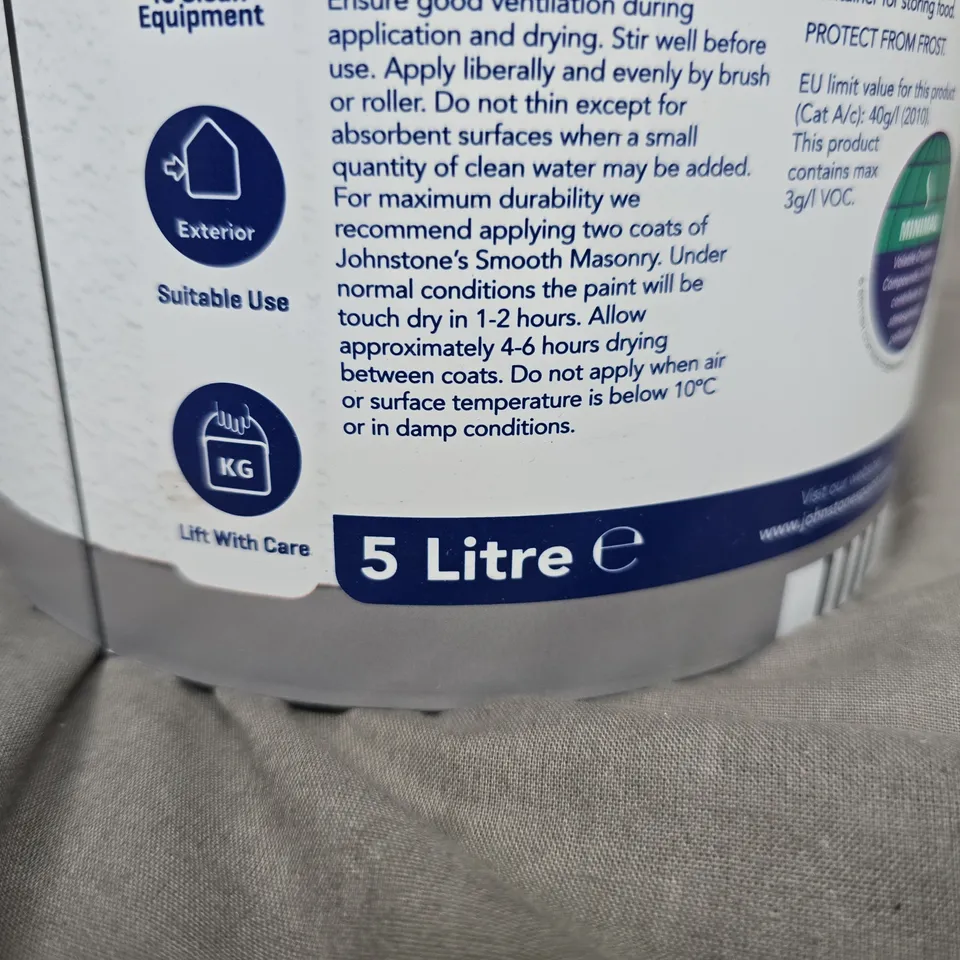 Equipment
Exterior
Suitable Use
KG
Lift With Care
Ensure good ventilation during
application and drying. Stir well before
use. Apply liberally and evenly by brush
or roller. Do not thin except for
absorbent surfaces when a small
quantity of clean water may be added.
For maximum durability we
recommend applying two coats of
Johnstone's Smooth Masonry. Under
normal conditions the paint will be
touch dry in 1-2 hours. Allow
approximately 4-6 hours drying
between coats. Do not apply when air
or surface temperature is below 10°C
or in damp conditions.
5 Litre ℮
for storing food.
PROTECT FROM FROST.
EU limit value for this product
(Cat A/c): 40g/l (2010).
This product
contains max
3g/l VOC.
MINIMAL
Visit our